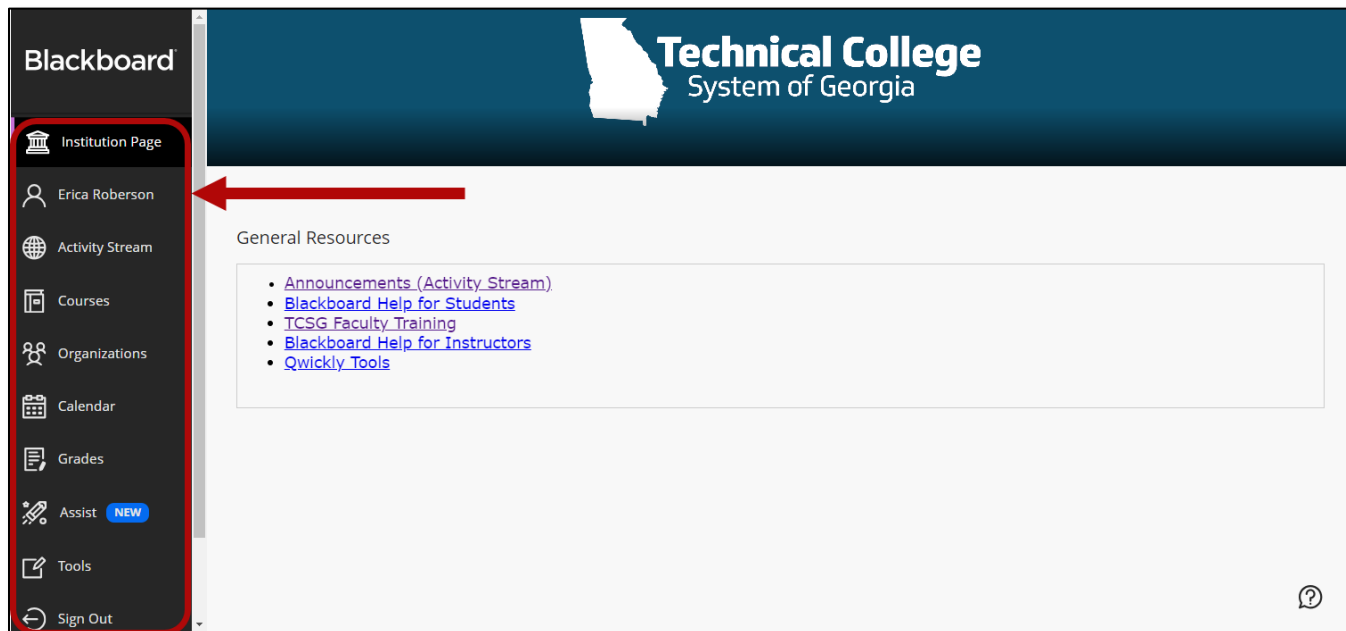 Blackboard
Institution Page
Erica Roberson
Activity Stream
Courses
Organizations
Calendar
Grades
Assist NEW
Tools
Sign Out
Technical College
System of Georgia
General Resources
• Announcements (Activity Stream)
• Blackboard Help for Students
• TCSG Faculty Training
• Blackboard Help for Instructors
• Qwickly Tools